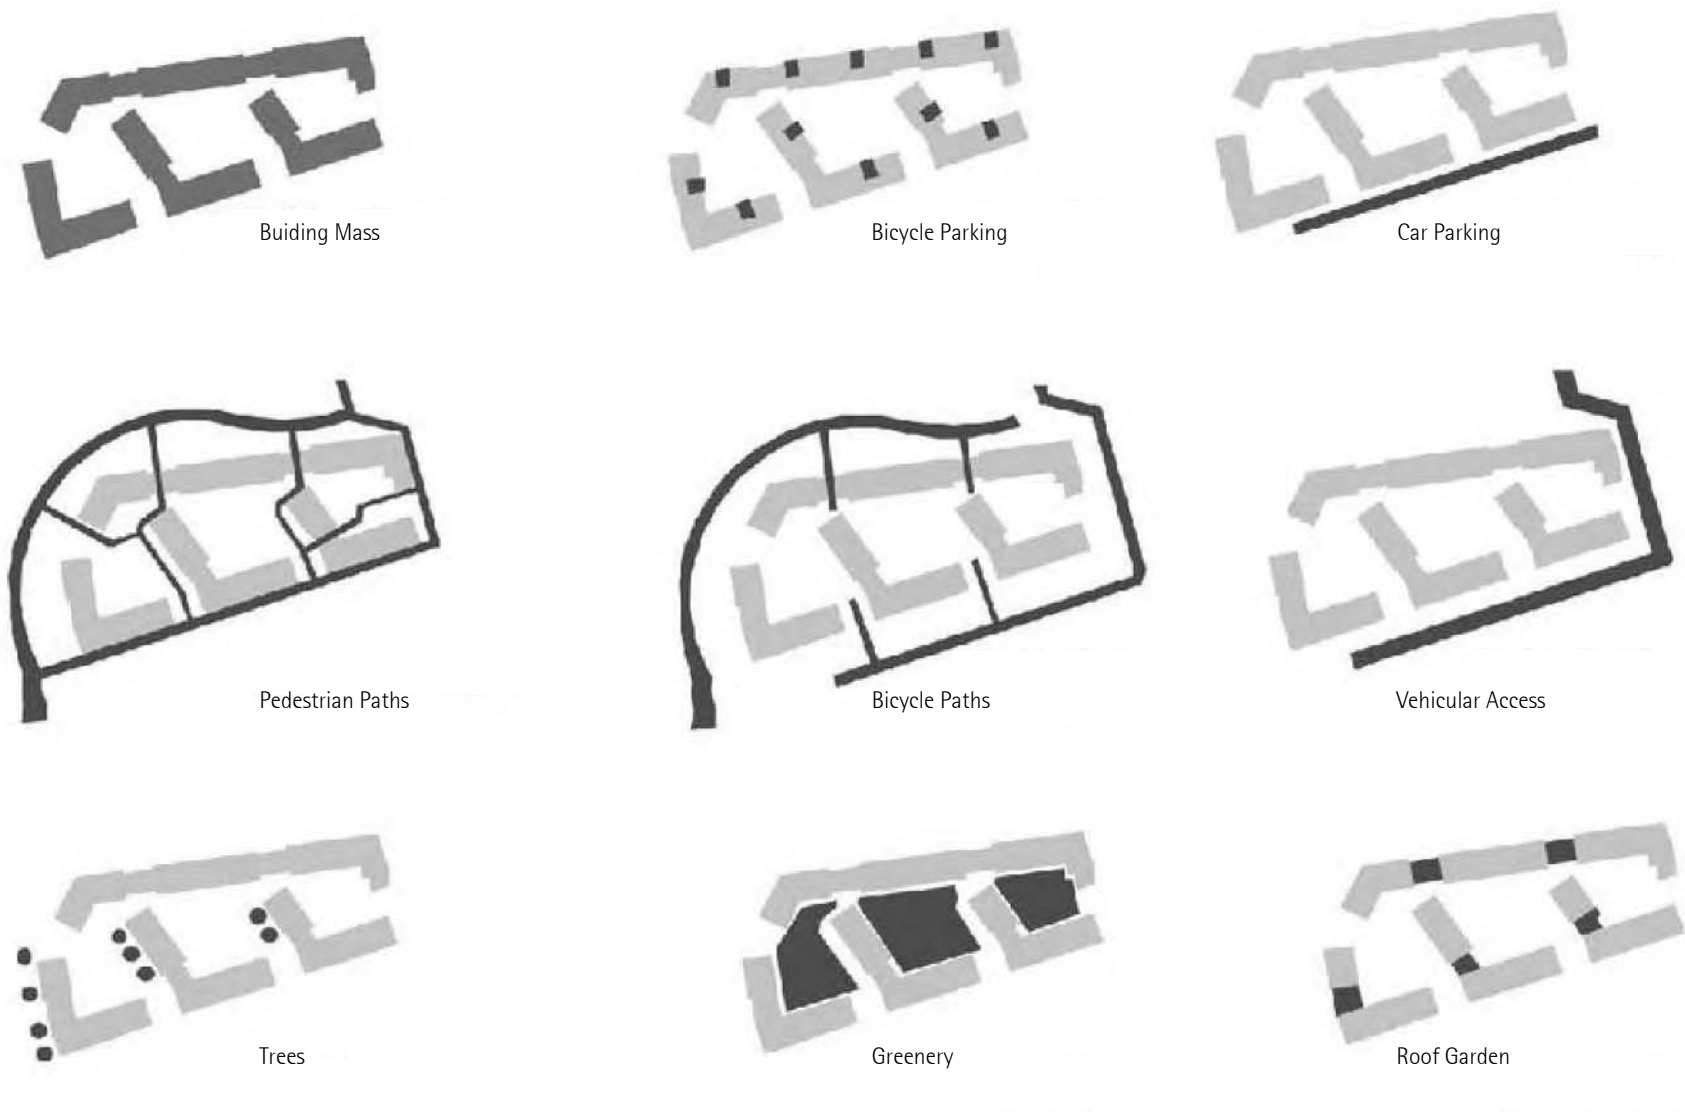 Buiding Mass
Bicycle Parking
Car Parking
Pedestrian Paths
Bicycle Paths
Vehicular Access
Trees
Greenery
Roof Garden